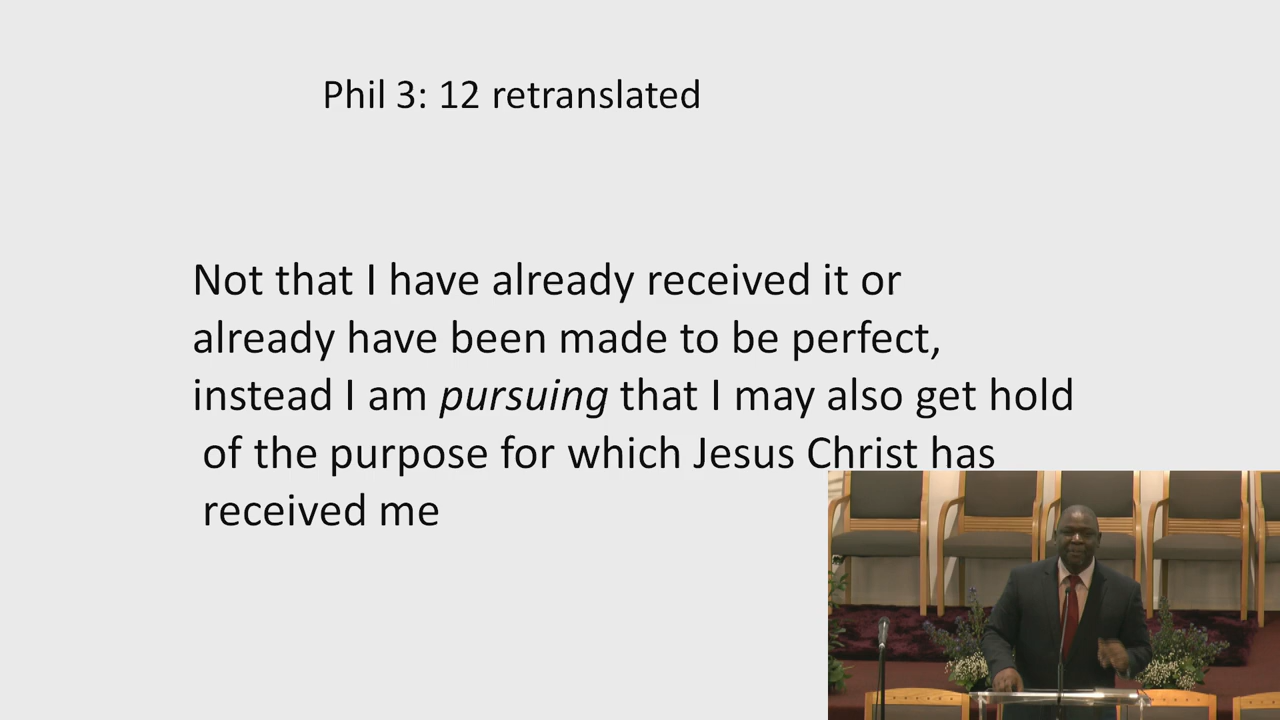 Phil 3: 12 retranslated
Not that I have already received it or
already have been made to be perfect,
instead I am pursuing that I may also get hold
of the purpose for which Jesus Christ has
received me